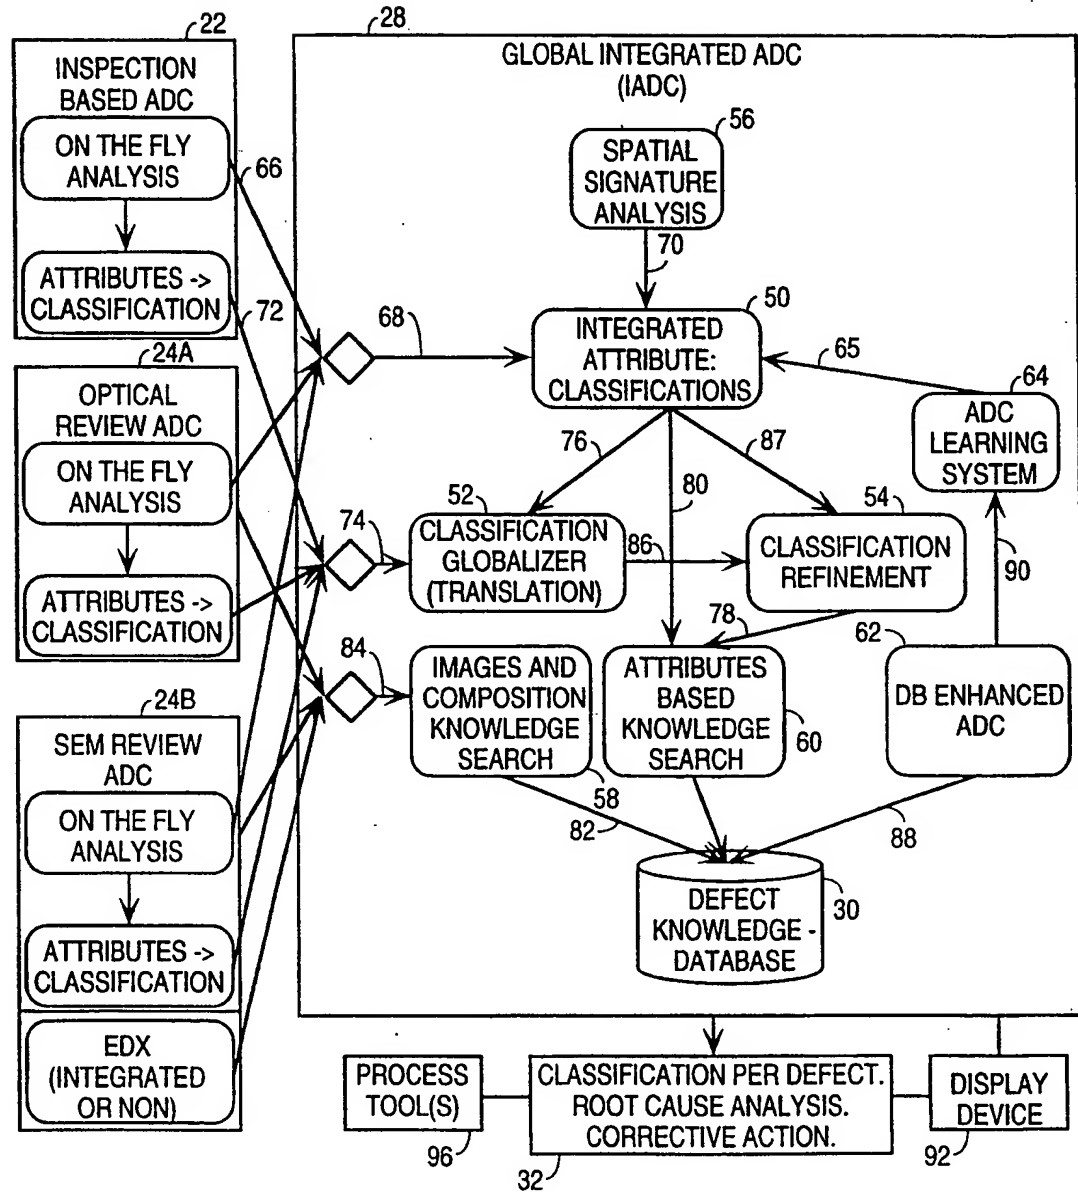 22
INSPECTION
BASED ADC
ON THE FLY
ANALYSIS
66
ATTRIBUTES ->
CLASSIFICATION
72
24A
OPTICAL
REVIEW ADC
ON THE FLY
ANALYSIS
ATTRIBUTES ->
CLASSIFICATION
24B
SEM REVIEW
ADC
ON THE FLY
ANALYSIS
ATTRIBUTES ->
CLASSIFICATION
EDX
(INTEGRATED
OR NON)
28
GLOBAL INTEGRATED ADC
(IADC)
56
SPATIAL
SIGNATURE
ANALYSIS
70
50
INTEGRATED
ATTRIBUTE:
CLASSIFICATIONS
68
65
64
ADC
LEARNING
SYSTEM
76
80
87
90
52
CLASSIFICATION
GLOBALIZER
(TRANSLATION)
74
86
54
CLASSIFICATION
REFINEMENT
78
84
IMAGES AND
COMPOSITION
KNOWLEDGE
SEARCH
58
ATTRIBUTES
BASED
KNOWLEDGE
SEARCH
60
62
DB ENHANCED
ADC
82
88
DEFECT
KNOWLEDGE -
DATABASE
30
PROCESS
TOOL(S)
96
CLASSIFICATION PER DEFECT.
ROOT CAUSE ANALYSIS.
CORRECTIVE ACTION.
32
DISPLAY
DEVICE
92